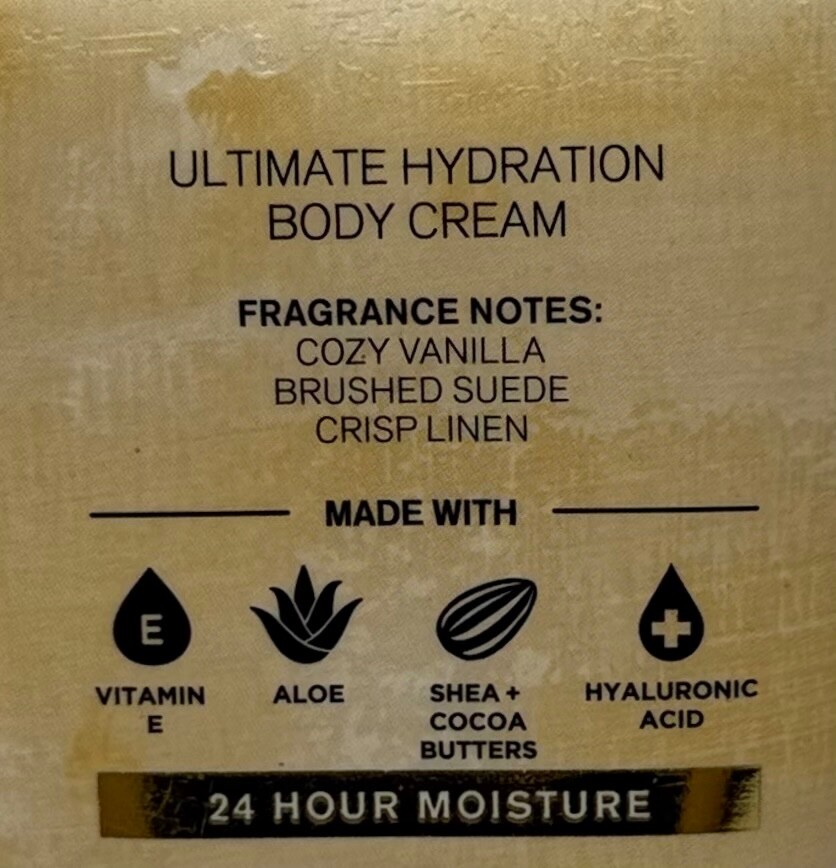 ULTIMATE HYDRATION
BODY CREAM
FRAGRANCE NOTES:
COZY VANILLA
BRUSHED SUEDE
CRISP LINEN
MADE WITH
E
VITAMIN
E
ALOE
SHEA +
COCOA
BUTTERS
HYALURONIC
ACID
24 HOUR MOISTURE